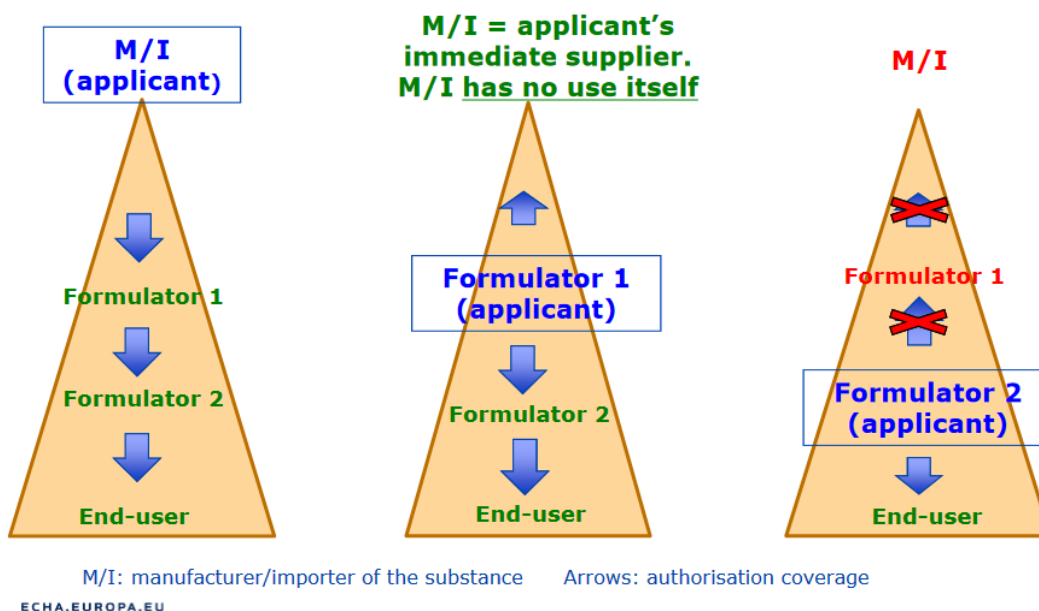 M/I
(applicant)
Formulator 1
Formulator 2
End-user
M/I = applicant’s
immediate supplier.
M/I has no use itself
Formulator 1
(applicant)
Formulator 2
End-user
M/I
Formulator 1
Formulator 2
(applicant)
End-user
M/I: manufacturer/importer of the substance
Arrows: authorisation coverage
ECHA.EUROPA.EU